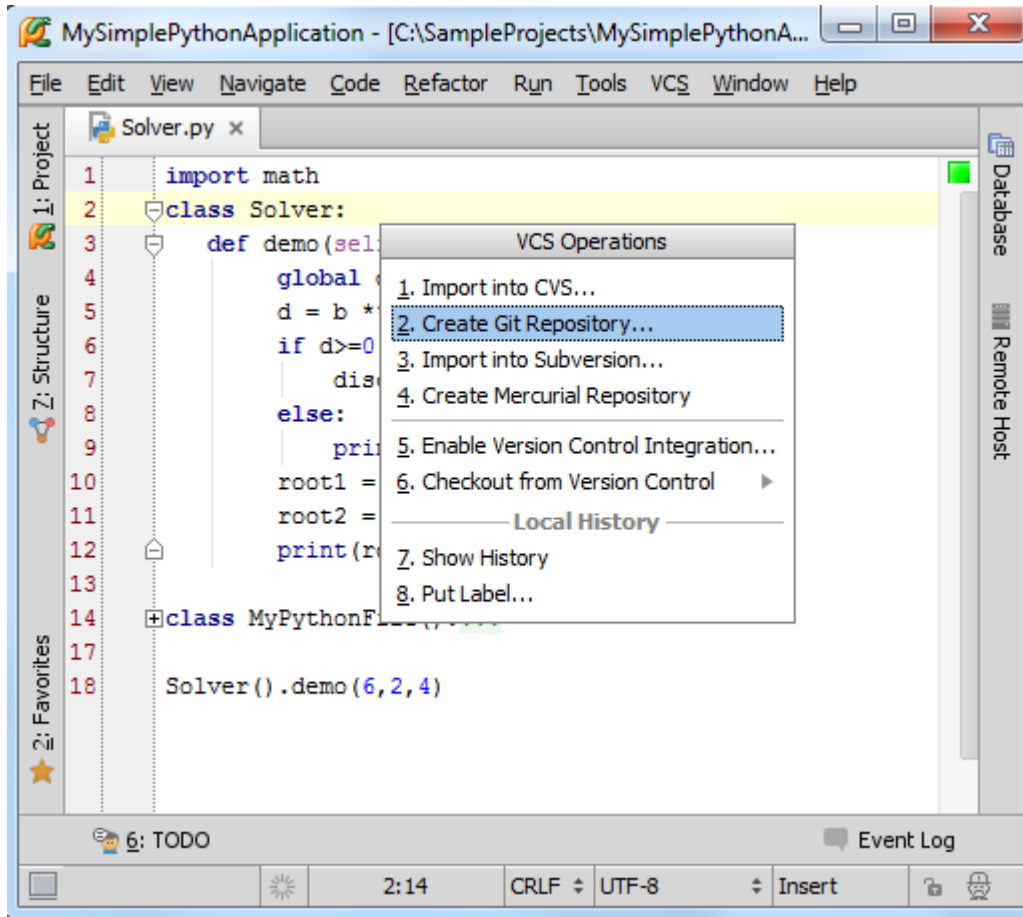 MySimplePythonApplication - [C:\SampleProjects\MySimplePythonA...
File Edit View Navigate Code Refactor Run Tools VCS Window Help
Solver.py
1: Project
7: Structure
2: Favorites
Database
Remote Host
1 import math
2 class Solver:
3 def demo(sel
4 global
5 d = b *
6 if d>=0
7 dis
8 else:
9 pri
10 root1 =
11 root2 =
12 print(r
13
14 class MyPythonF
17
18 Solver().demo(6,2,4)
VCS Operations
1. Import into CVS...
2. Create Git Repository...
3. Import into Subversion...
4. Create Mercurial Repository
5. Enable Version Control Integration...
6. Checkout from Version Control
Local History
7. Show History
8. Put Label...
6: TODO
Event Log
2:14 CRLF UTF-8 Insert